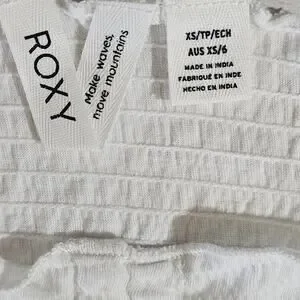 ROXY
Make waves,
move mountains
XS/TP/ECH
AUS XS/6
MADE IN INDIA
FABRIQUÉ EN INDE
HECHO EN INDIA